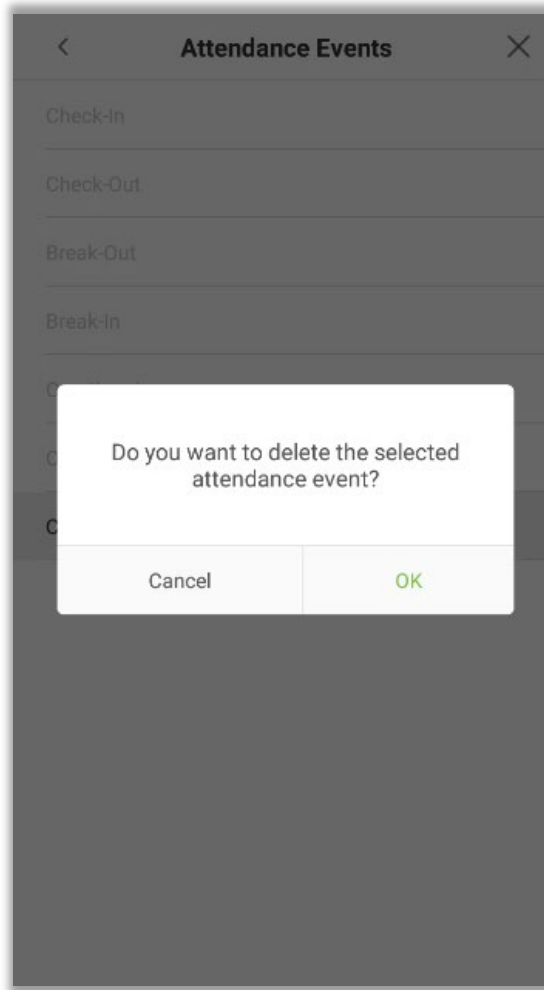 Attendance Events
Check-In
Check-Out
Break-Out
Break-In
Do you want to delete the selected
attendance event?
Cancel
OK